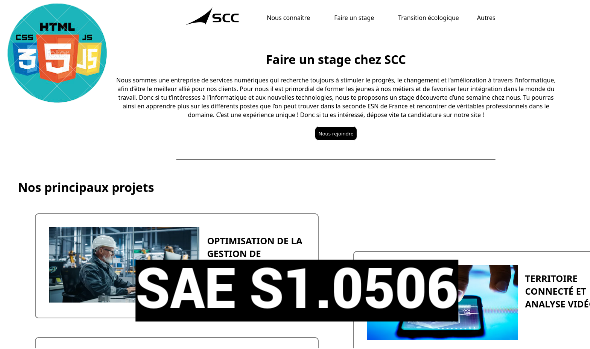 HTML
CSS
JS
3
5
JS
SCC
Nous connaitre
Faire un stage
Transition écologique
Autres
Faire un stage chez SCC
Nous sommes une entreprise de services numériques qui recherche toujours à stimuler le progrès, le changement et l'amélioration à travers l'informatique,
afin d'être le meilleur allié pour nos clients. Pour nous il est primordial de former les jeunes à nos métiers et de favoriser leur intégration dans le monde du
travail. Donc si tu t'intéresses à l'informatique et aux nouvelles technologies, nous te proposons un stage découverte d'une semaine chez nous. Tu pourras
ainsi en apprendre plus sur les différents postes que l'on peut trouver dans la seconde ESN de France et rencontrer de véritables professionnels dans le
domaine. C'est une expérience unique ! Donc si tu es intéressé, dépose vite ta candidature sur notre site !
Nous rejoindre
Nos principaux projets
OPTIMISATION DE LA
GESTION DE
SAE S1.0506
TERRITOIRE
CONNECTÉ ET
ANALYSE VIDÉ